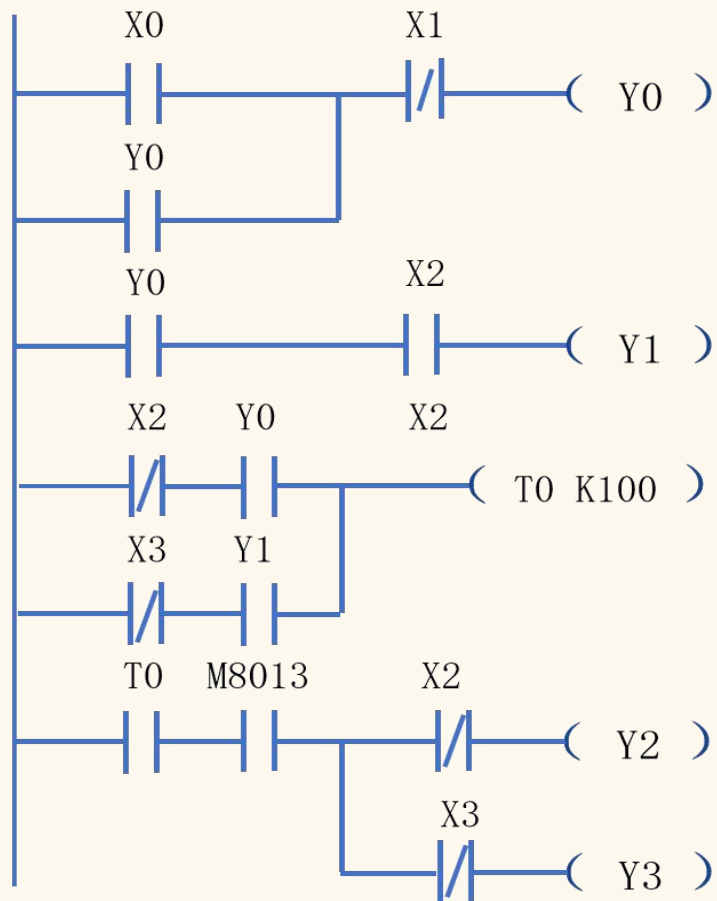 X0 X1
Y0
Y0
Y0 X2
Y1
X2 Y0 X2
T0 K100
X3 Y1
T0 M8013 X2
Y2
X3
Y3